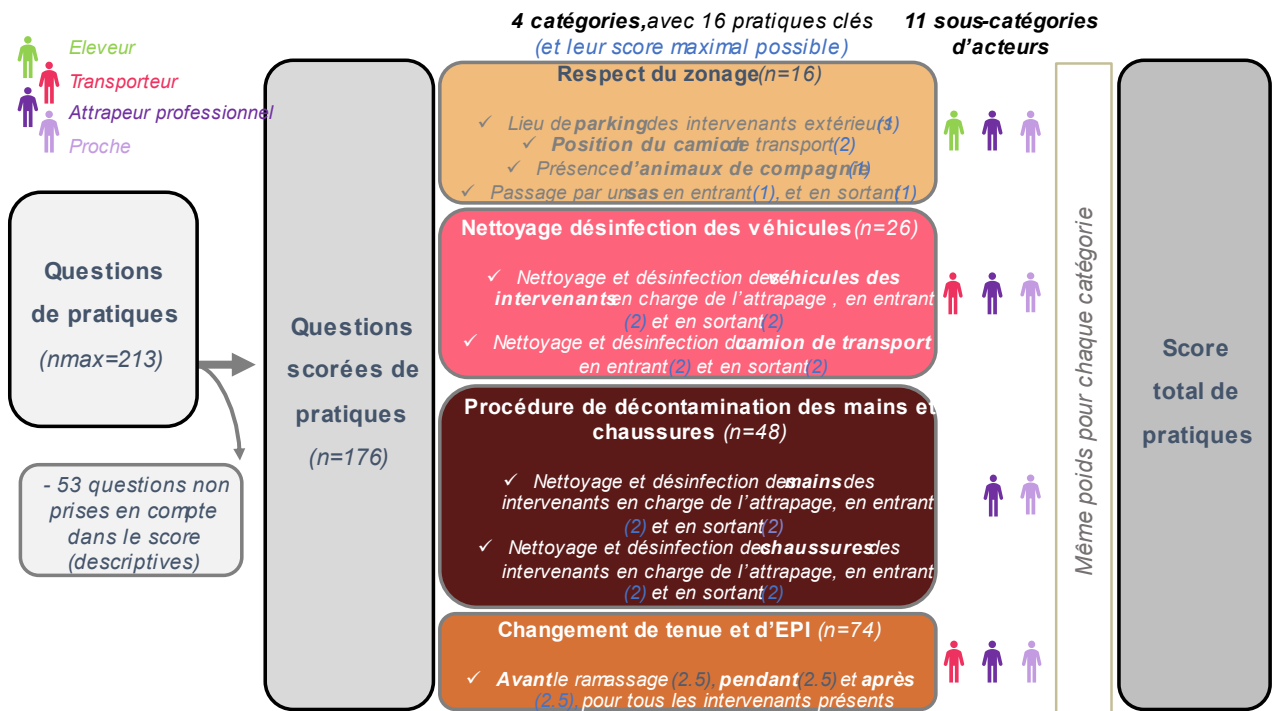 4 catégories, avec 16 pratiques clés
(et leur score maximal possible)
11 sous-catégories
d'acteurs
Eleveur
Transporteur
Attrapeur professionnel
Proche
Questions
de pratiques
(nmax=213)
- 53 questions non
prises en compte
dans le score
(descriptives)
Questions
scorées de
pratiques
(n=176)
Respect du zonage (n=16)
✓ Lieu de parking des intervenants extérieurs (1)
✓ Position du camion de transport (2)
✓ Présence d'animaux de compagnie (1)
✓ Passage par un sas en entrant (1), et en sortant (1)
Nettoyage désinfection des véhicules (n=26)
✓ Nettoyage et désinfection des véhicules des
intervenants en charge de l'attrapage , en entrant
(2) et en sortant (2)
✓ Nettoyage et désinfection du camion de transport
en entrant (2) et en sortant (2)
Procédure de décontamination des mains et
chaussures (n=48)
✓ Nettoyage et désinfection des mains des
intervenants en charge de l'attrapage, en entrant
(2) et en sortant (2)
✓ Nettoyage et désinfection des chaussures des
intervenants en charge de l'attrapage, en entrant
(2) et en sortant (2)
Changement de tenue et d'EPI (n=74)
✓ Avant le ramassage (2.5), pendant (2.5) et après
(2.5), pour tous les intervenants présents
Même poids pour chaque catégorie
Score
total de
pratiques